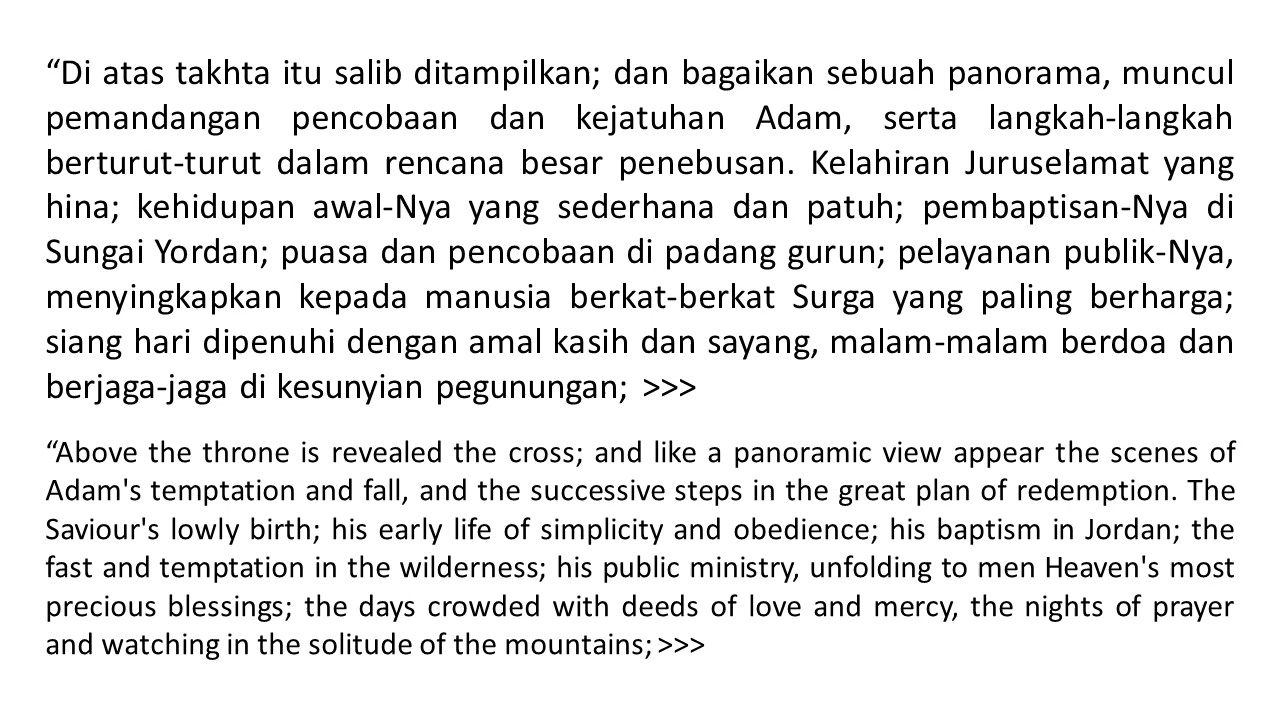 “Di atas takhta itu salib ditampilkan; dan bagaikan sebuah panorama, muncul
pemandangan pencobaan dan kejatuhan Adam, serta langkah-langkah
berturut-turut dalam rencana besar penebusan. Kelahiran Juruselamat yang
hina; kehidupan awal-Nya yang sederhana dan patuh; pembaptisan-Nya di
Sungai Yordan; puasa dan pencobaan di padang gurun; pelayanan publik-Nya,
menyingkapkan kepada manusia berkat-berkat Surga yang paling berharga;
siang hari dipenuhi dengan amal kasih dan sayang, malam-malam berdoa dan
berjaga-jaga di kesunyian pegunungan; >>>
“Above the throne is revealed the cross; and like a panoramic view appear the scenes of
Adam's temptation and fall, and the successive steps in the great plan of redemption. The
Saviour's lowly birth; his early life of simplicity and obedience; his baptism in Jordan; the
fast and temptation in the wilderness; his public ministry, unfolding to men Heaven's most
precious blessings; the days crowded with deeds of love and mercy, the nights of prayer
and watching in the solitude of the mountains; >>>